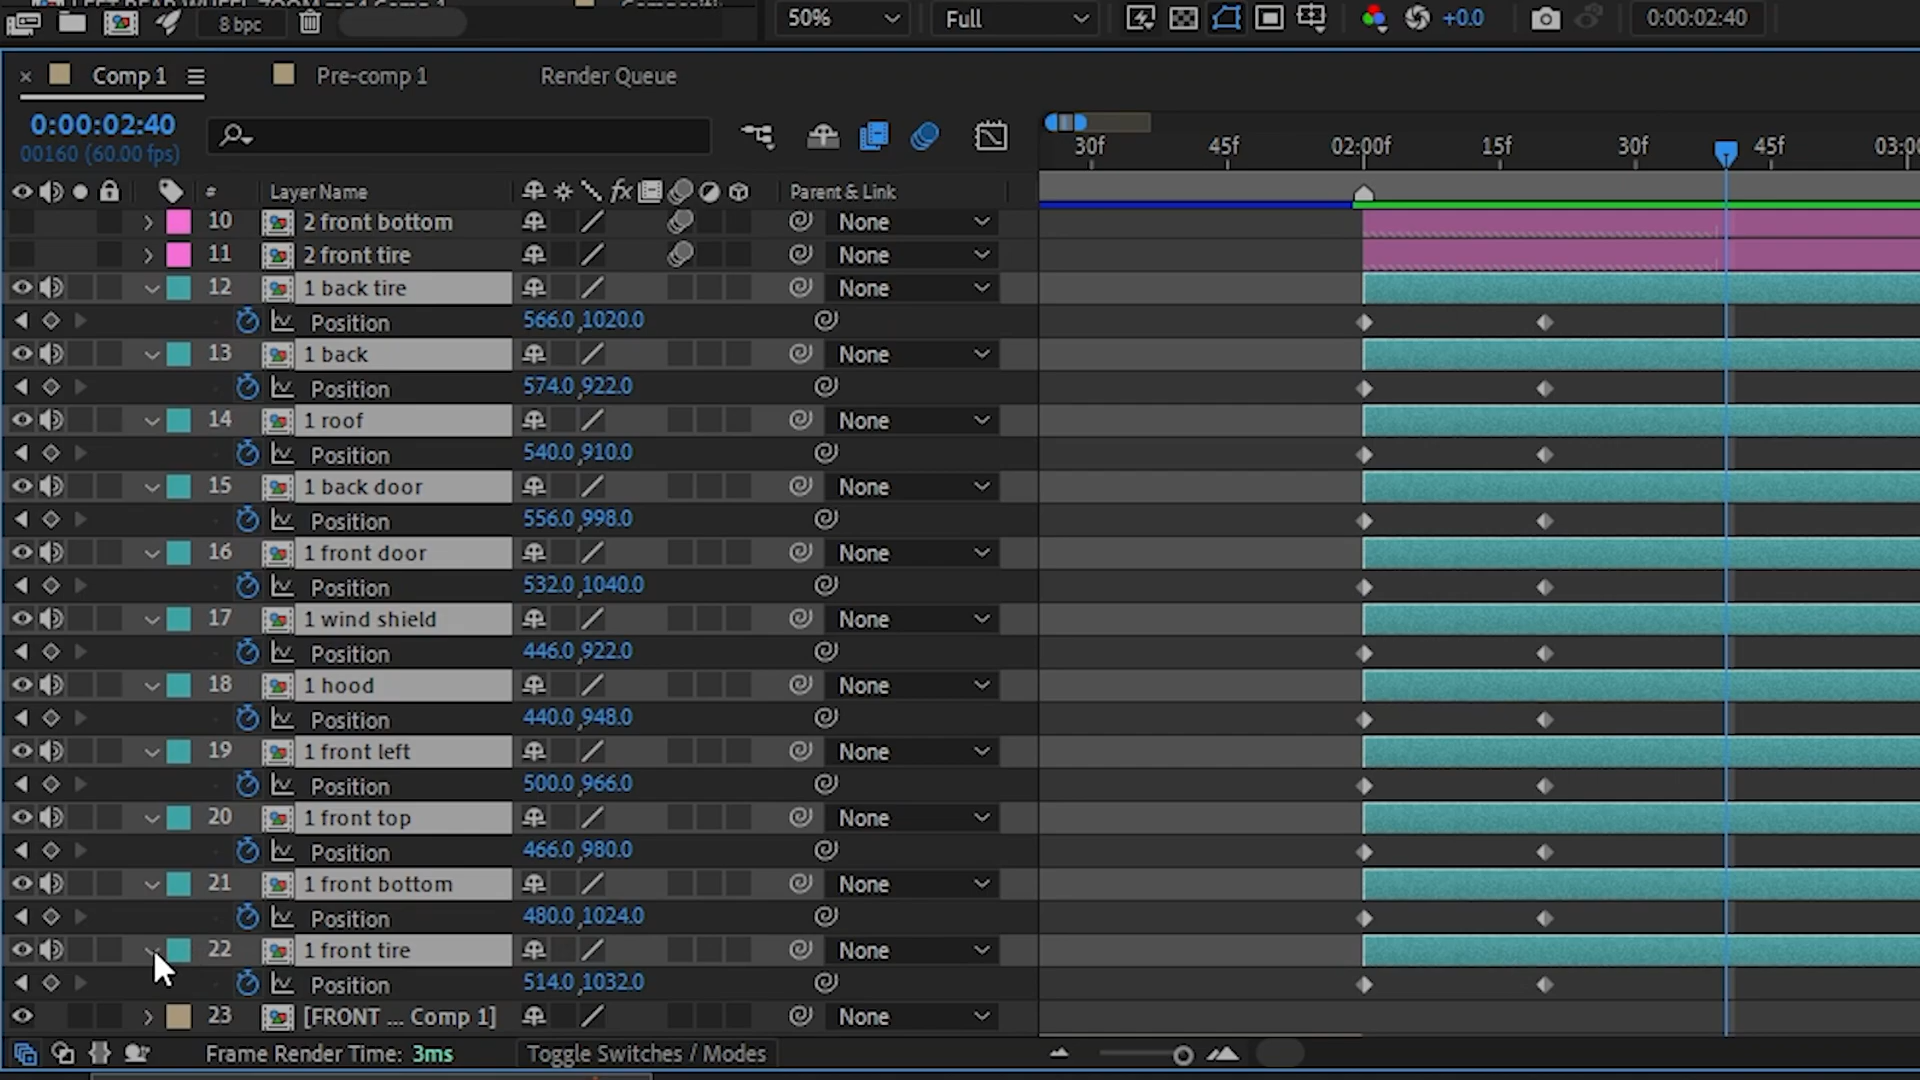 8 bpc
50%
Full
+0.0
0:00:02:40
Comp 1
Pre-comp 1
Render Queue
0:00:02:40
00160 (60.00 fps)
30f 45f 02:00f 15f 30f 45f 03:00
# Layer Name fx Parent & Link
10 2 front bottom None
11 2 front tire None
12 1 back tire None
Position 566.0,1020.0
13 1 back None
Position 574.0,922.0
14 1 roof None
Position 540.0,910.0
15 1 back door None
Position 556.0,998.0
16 1 front door None
Position 532.0,1040.0
17 1 wind shield None
Position 446.0,922.0
18 1 hood None
Position 440.0,948.0
19 1 front left None
Position 500.0,966.0
20 1 front top None
Position 466.0,980.0
21 1 front bottom None
Position 480.0,1024.0
22 1 front tire None
Position 514.0,1032.0
23 [FRONT ... Comp 1] None
Frame Render Time: 3ms
Toggle Switches / Modes